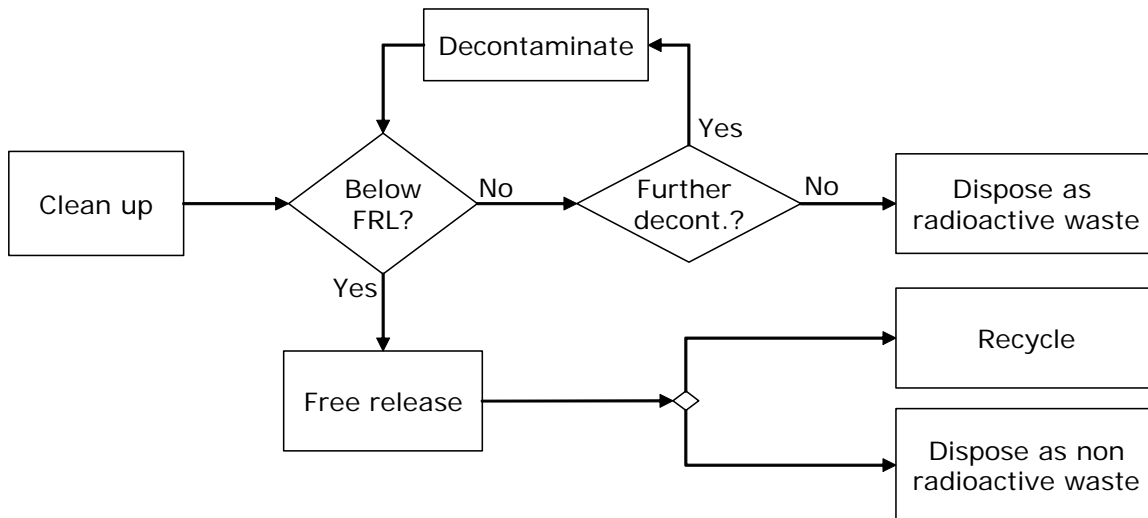 Decontaminate
Yes
Clean up
Below
FRL?
No
Further
decont.?
No
Dispose as
radioactive waste
Yes
Free release
Recycle
Dispose as non
radioactive waste